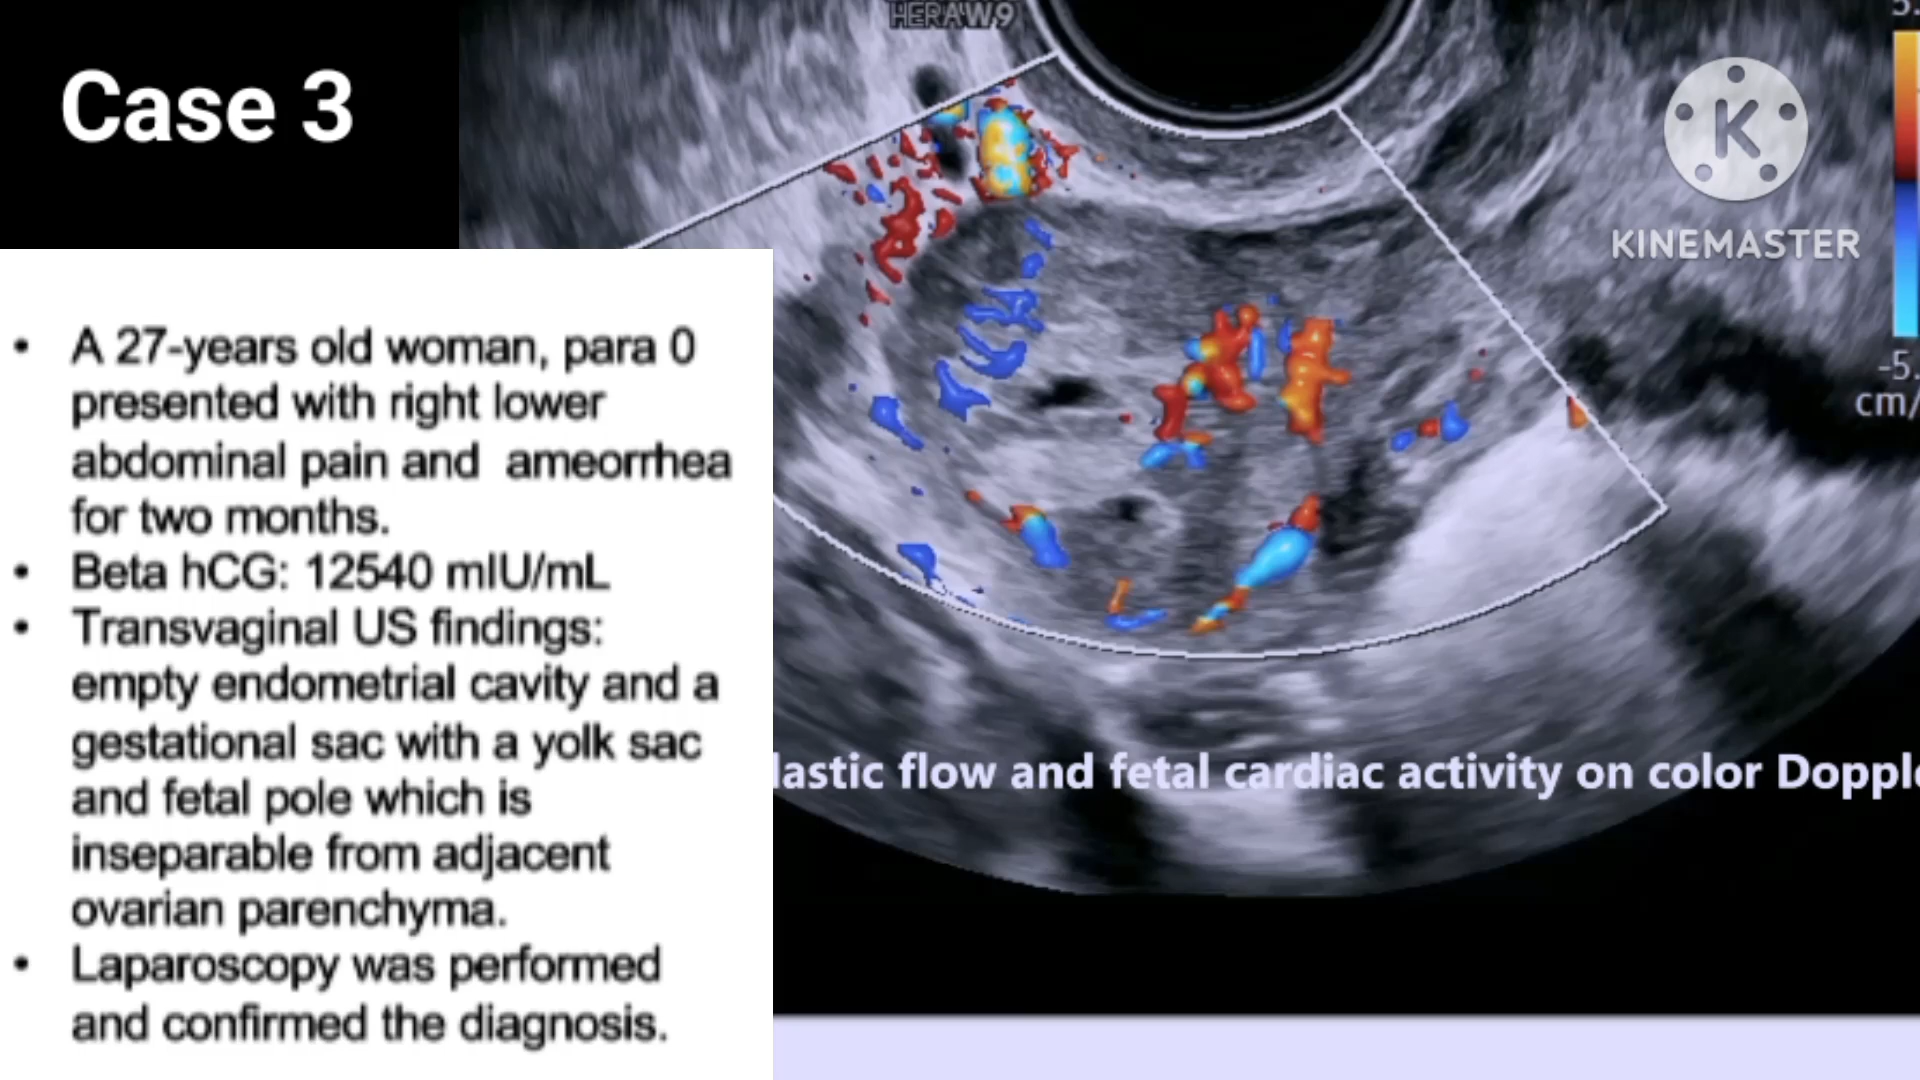 HERAW9
Case 3
5.
KINEMASTER
-5.
cm/
• A 27-years old woman, para 0
presented with right lower
abdominal pain and ameorrhea
for two months.
• Beta hCG: 12540 mIU/mL
• Transvaginal US findings:
empty endometrial cavity and a
gestational sac with a yolk sac
and fetal pole which is
inseparable from adjacent
ovarian parenchyma.
• Laparoscopy was performed
and confirmed the diagnosis.
lastic flow and fetal cardiac activity on color Dopple